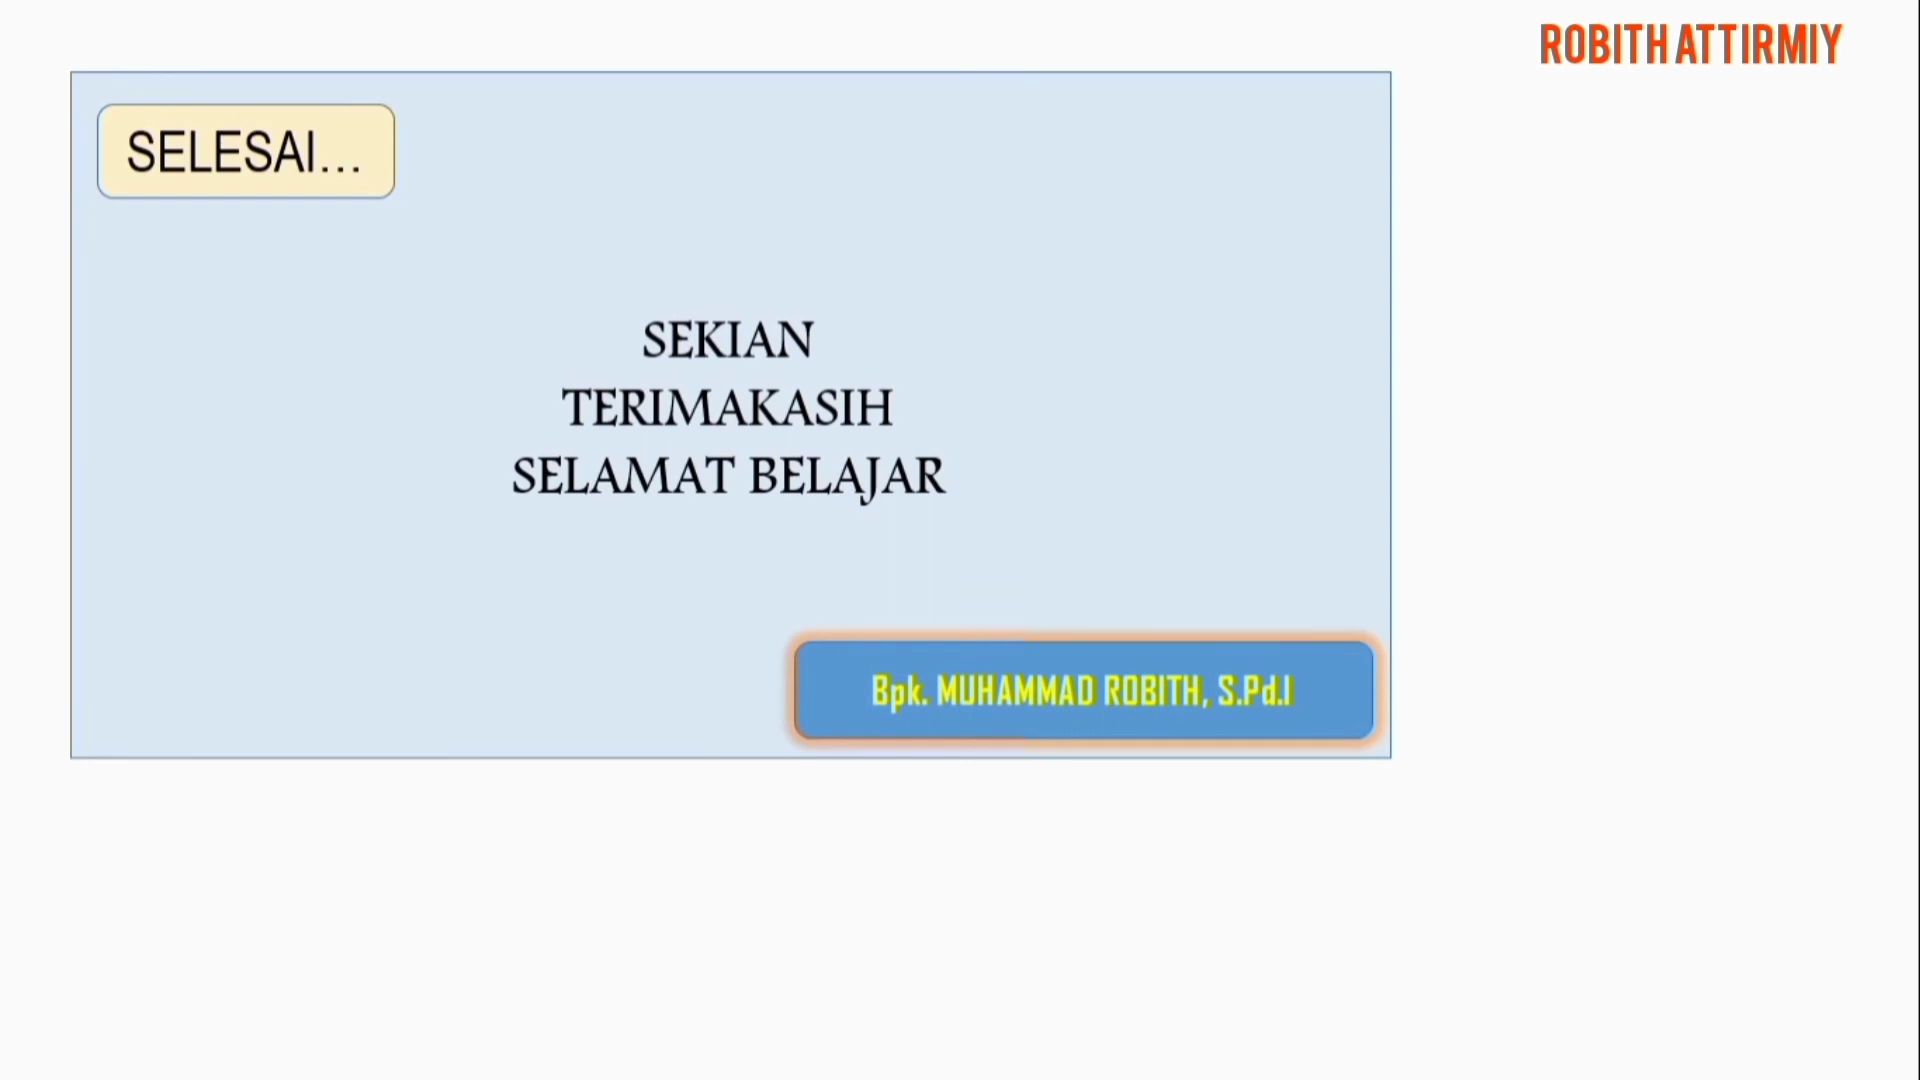 ROBITH ATTIRMIY
SELESAI...
SEKIAN
TERIMAKASIH
SELAMAT BELAJAR
Bpk. MUHAMMAD ROBITH, S.Pd.I